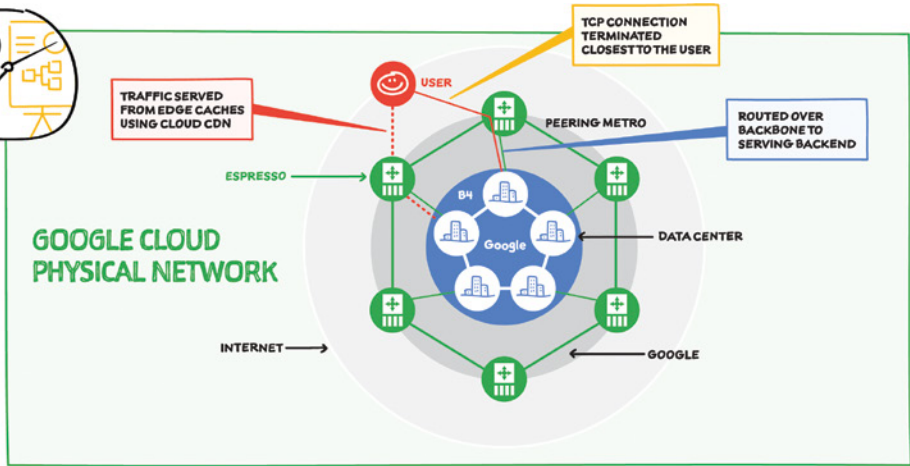 TCP CONNECTION
TERMINATED
CLOSEST TO THE USER
USER
TRAFFIC SERVED
FROM EDGE CACHES
USING CLOUD CDN
PEERING METRO
ROUTED OVER
BACKBONE TO
SERVING BACKEND
ESPRESSO
B4
GOOGLE CLOUD
PHYSICAL NETWORK
Google
DATA CENTER
INTERNET
GOOGLE